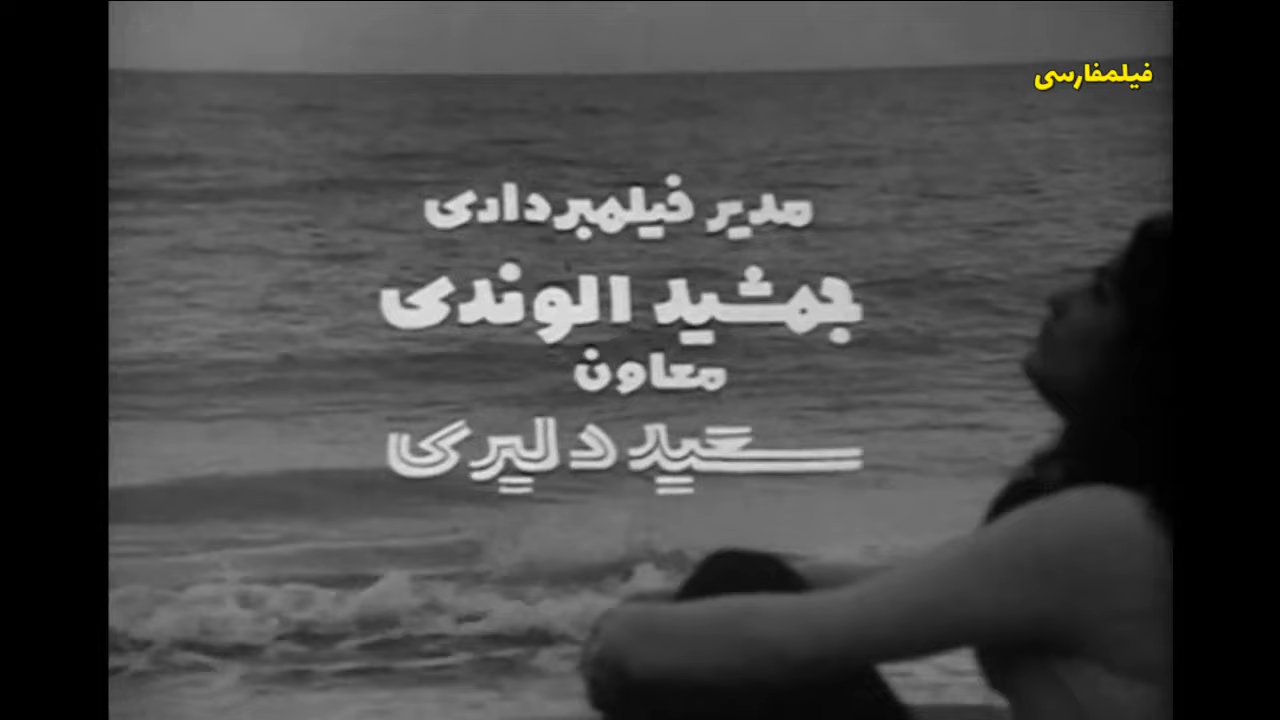 فیلمفارسی
مدیر فیلمبرداری
جمشید الوندی
معاون
سعید دلیری